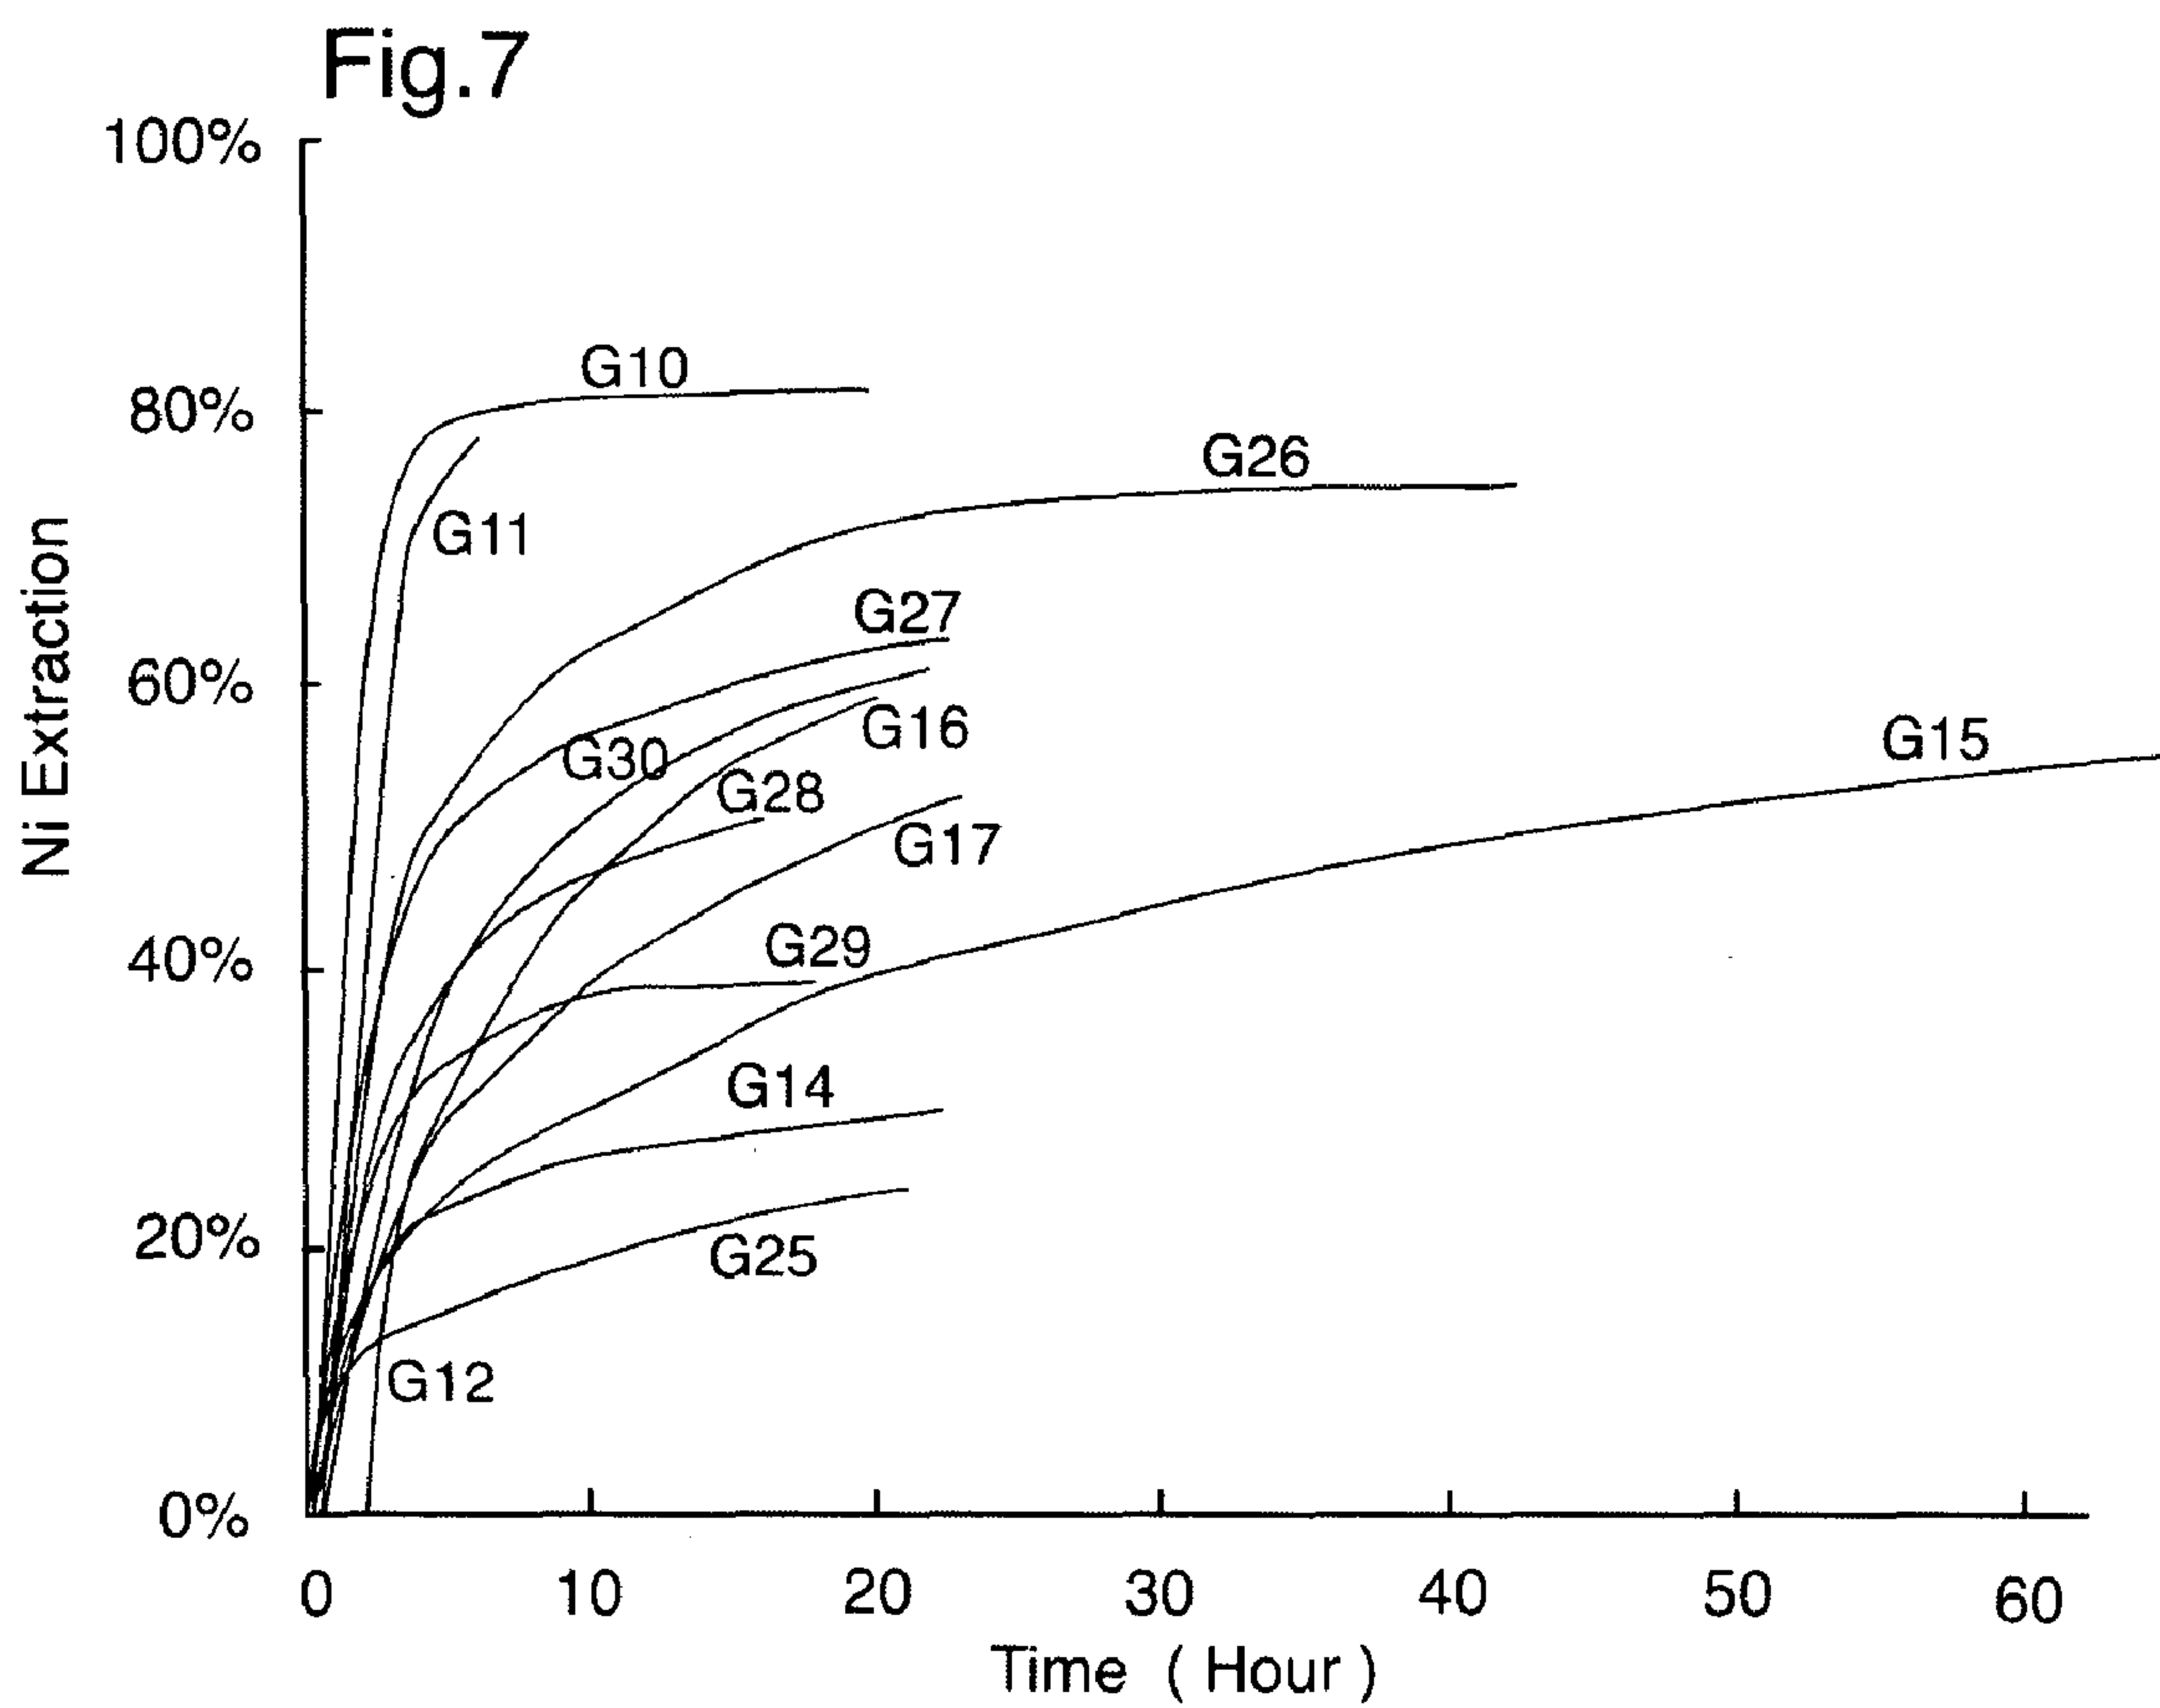 Fig.7
100%
80%
60%
40%
20%
0%
Ni Extraction
G10
G26
G11
G27
G16
G30
G15
G28
G17
G29
G14
G25
G12
0 10 20 30 40 50 60
Time ( Hour )